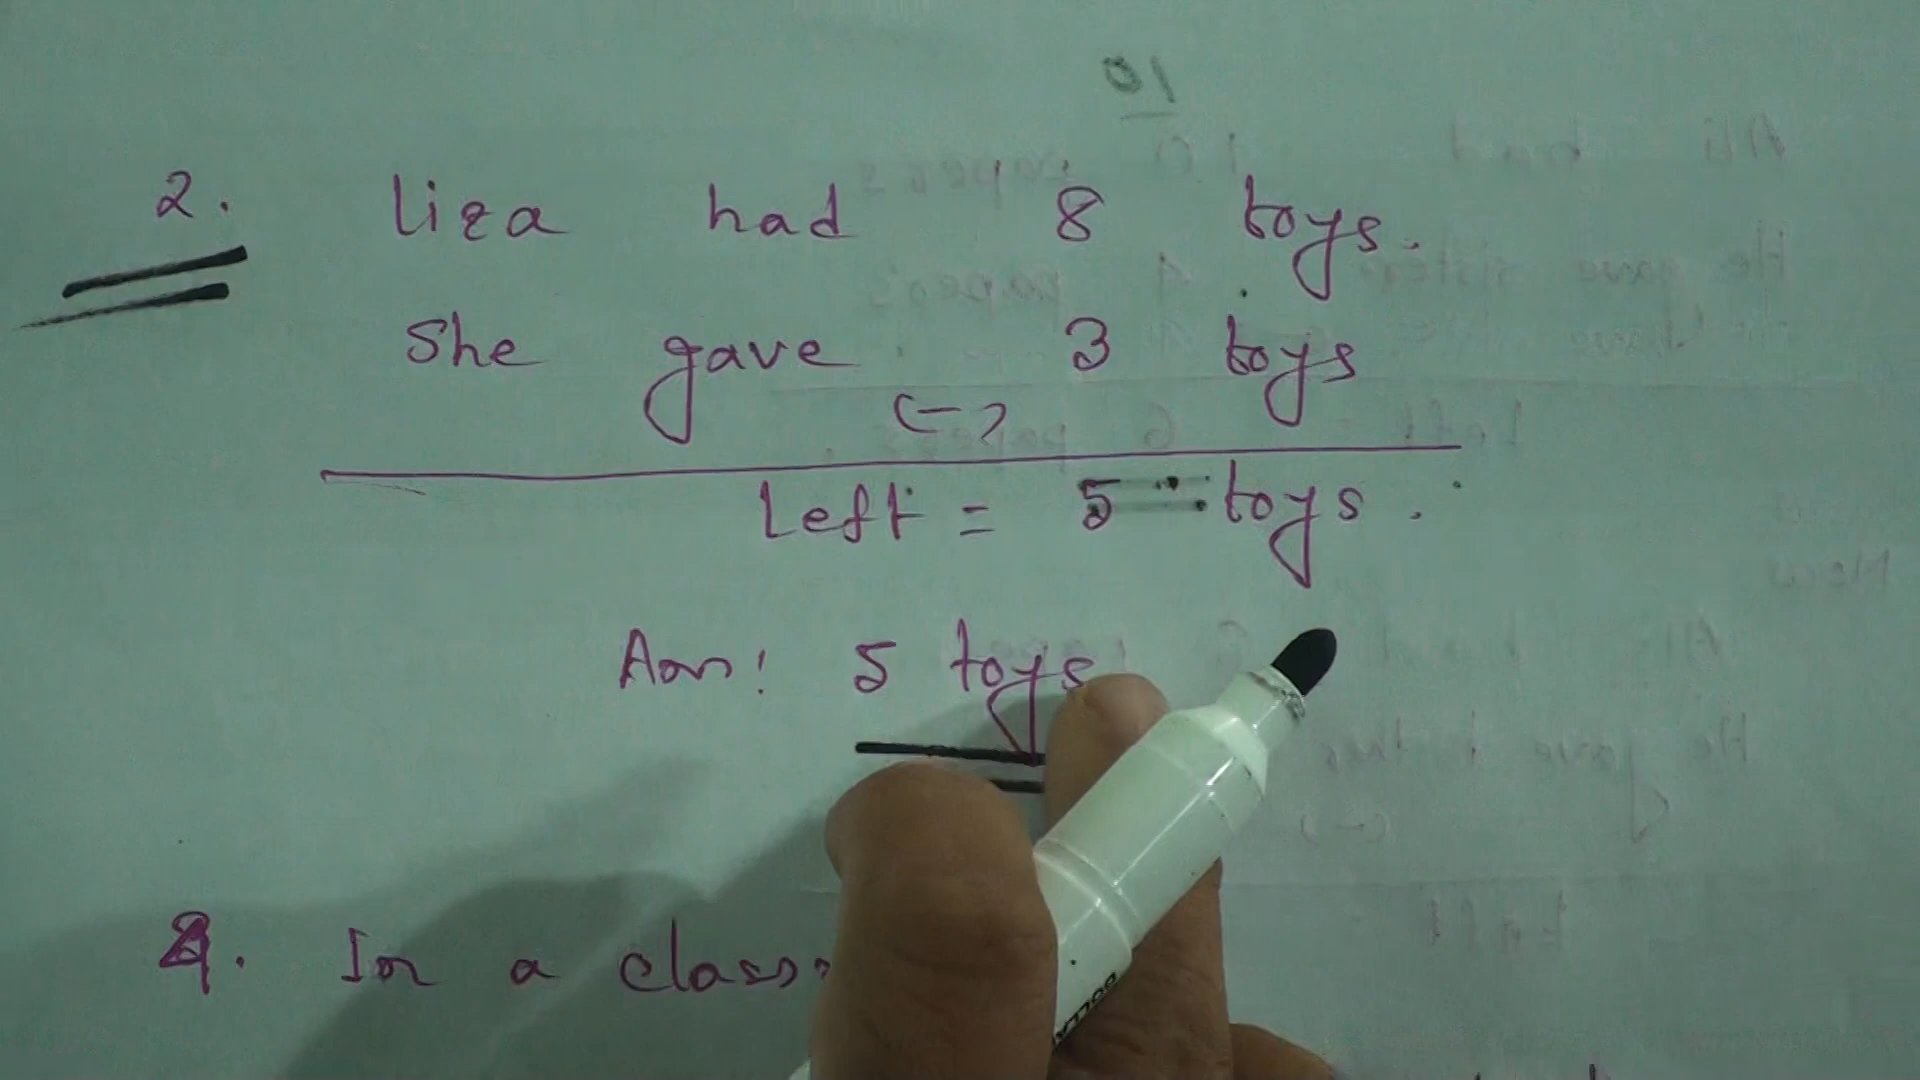 2. Liza had 8 toys.
She gave 3 toys
(-)
Left = 5 toys.
Ans: 5 toys
4. In a class